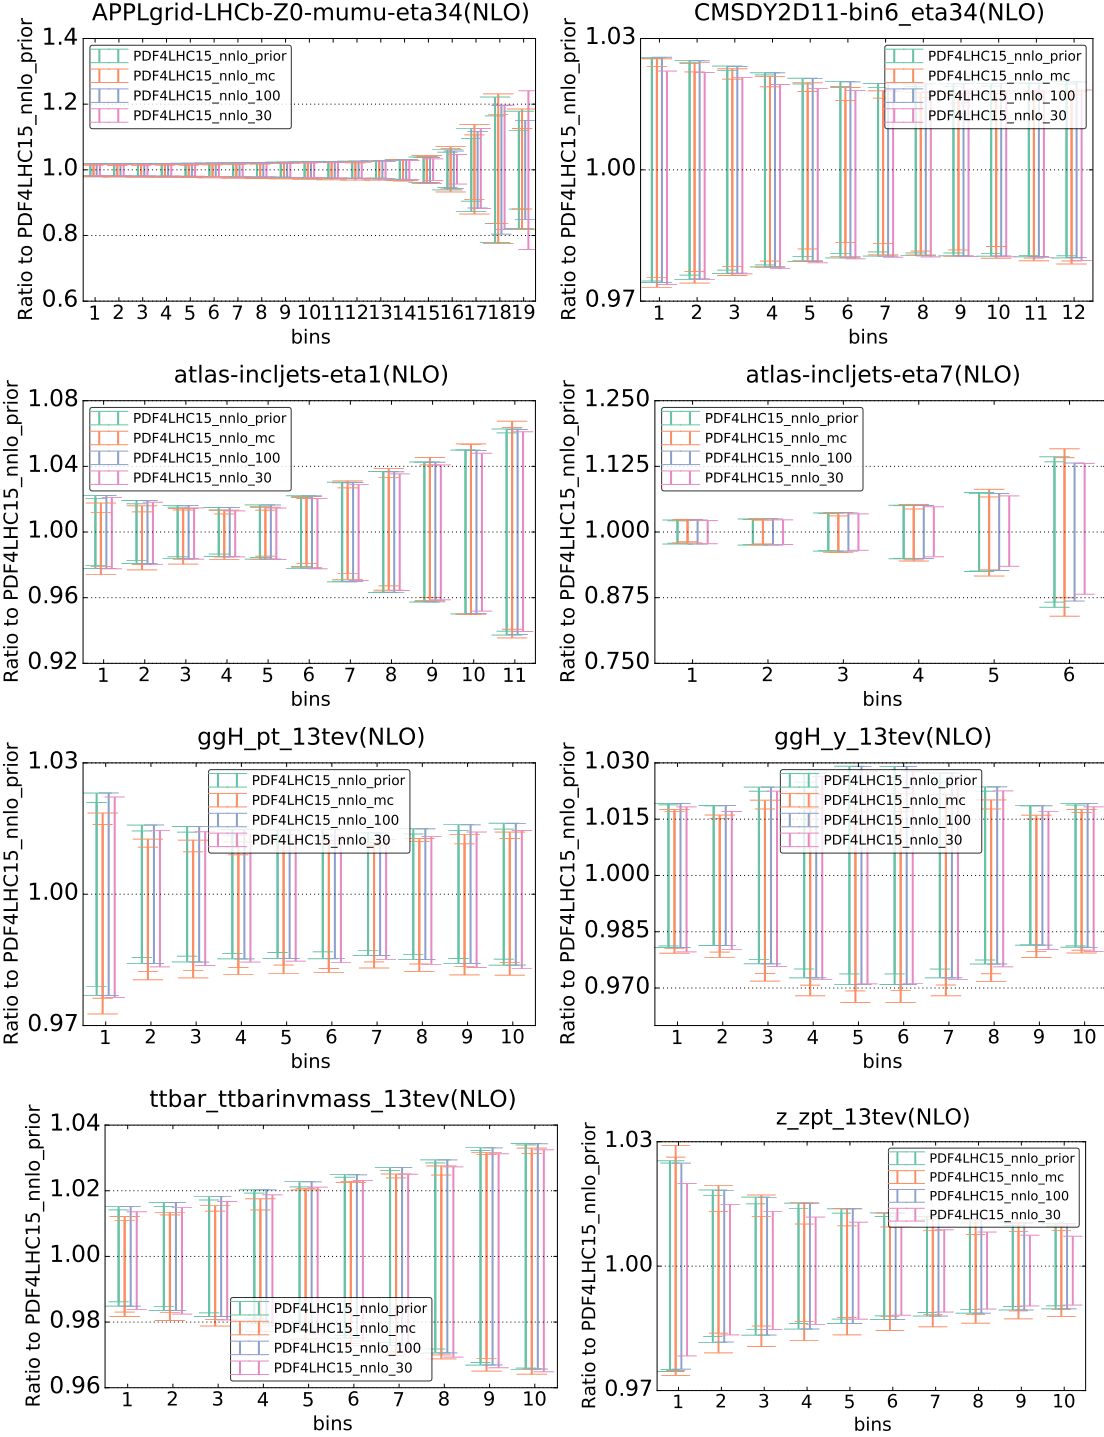 APPLgrid-LHCb-Z0-mumu-eta34(NLO)
Ratio to PDF4LHC15_nnlo_prior
1.4
1.2
1.0
0.8
0.6
PDF4LHC15_nnlo_prior
PDF4LHC15_nnlo_mc
PDF4LHC15_nnlo_100
PDF4LHC15_nnlo_30
1 2 3 4 5 6 7 8 9 10 11 12 13 14 15 16 17 18 19
bins
CMSDY2D11-bin6_eta34(NLO)
Ratio to PDF4LHC15_nnlo_prior
1.03
1.00
0.97
PDF4LHC15_nnlo_prior
PDF4LHC15_nnlo_mc
PDF4LHC15_nnlo_100
PDF4LHC15_nnlo_30
1 2 3 4 5 6 7 8 9 10 11 12
bins
atlas-incljets-eta1(NLO)
Ratio to PDF4LHC15_nnlo_prior
1.08
1.04
1.00
0.96
0.92
PDF4LHC15_nnlo_prior
PDF4LHC15_nnlo_mc
PDF4LHC15_nnlo_100
PDF4LHC15_nnlo_30
1 2 3 4 5 6 7 8 9 10 11
bins
atlas-incljets-eta7(NLO)
Ratio to PDF4LHC15_nnlo_prior
1.250
1.125
1.000
0.875
0.750
PDF4LHC15_nnlo_prior
PDF4LHC15_nnlo_mc
PDF4LHC15_nnlo_100
PDF4LHC15_nnlo_30
1 2 3 4 5 6
bins
ggH_pt_13tev(NLO)
Ratio to PDF4LHC15_nnlo_prior
1.03
1.00
0.97
PDF4LHC15_nnlo_prior
PDF4LHC15_nnlo_mc
PDF4LHC15_nnlo_100
PDF4LHC15_nnlo_30
1 2 3 4 5 6 7 8 9 10
bins
ggH_y_13tev(NLO)
Ratio to PDF4LHC15_nnlo_prior
1.030
1.015
1.000
0.985
0.970
PDF4LHC15_nnlo_prior
PDF4LHC15_nnlo_mc
PDF4LHC15_nnlo_100
PDF4LHC15_nnlo_30
1 2 3 4 5 6 7 8 9 10
bins
ttbar_ttbarinvmass_13tev(NLO)
Ratio to PDF4LHC15_nnlo_prior
1.04
1.02
1.00
0.98
0.96
PDF4LHC15_nnlo_prior
PDF4LHC15_nnlo_mc
PDF4LHC15_nnlo_100
PDF4LHC15_nnlo_30
1 2 3 4 5 6 7 8 9 10
bins
z_zpt_13tev(NLO)
Ratio to PDF4LHC15_nnlo_prior
1.03
1.00
0.97
PDF4LHC15_nnlo_prior
PDF4LHC15_nnlo_mc
PDF4LHC15_nnlo_100
PDF4LHC15_nnlo_30
1 2 3 4 5 6 7 8 9 10
bins